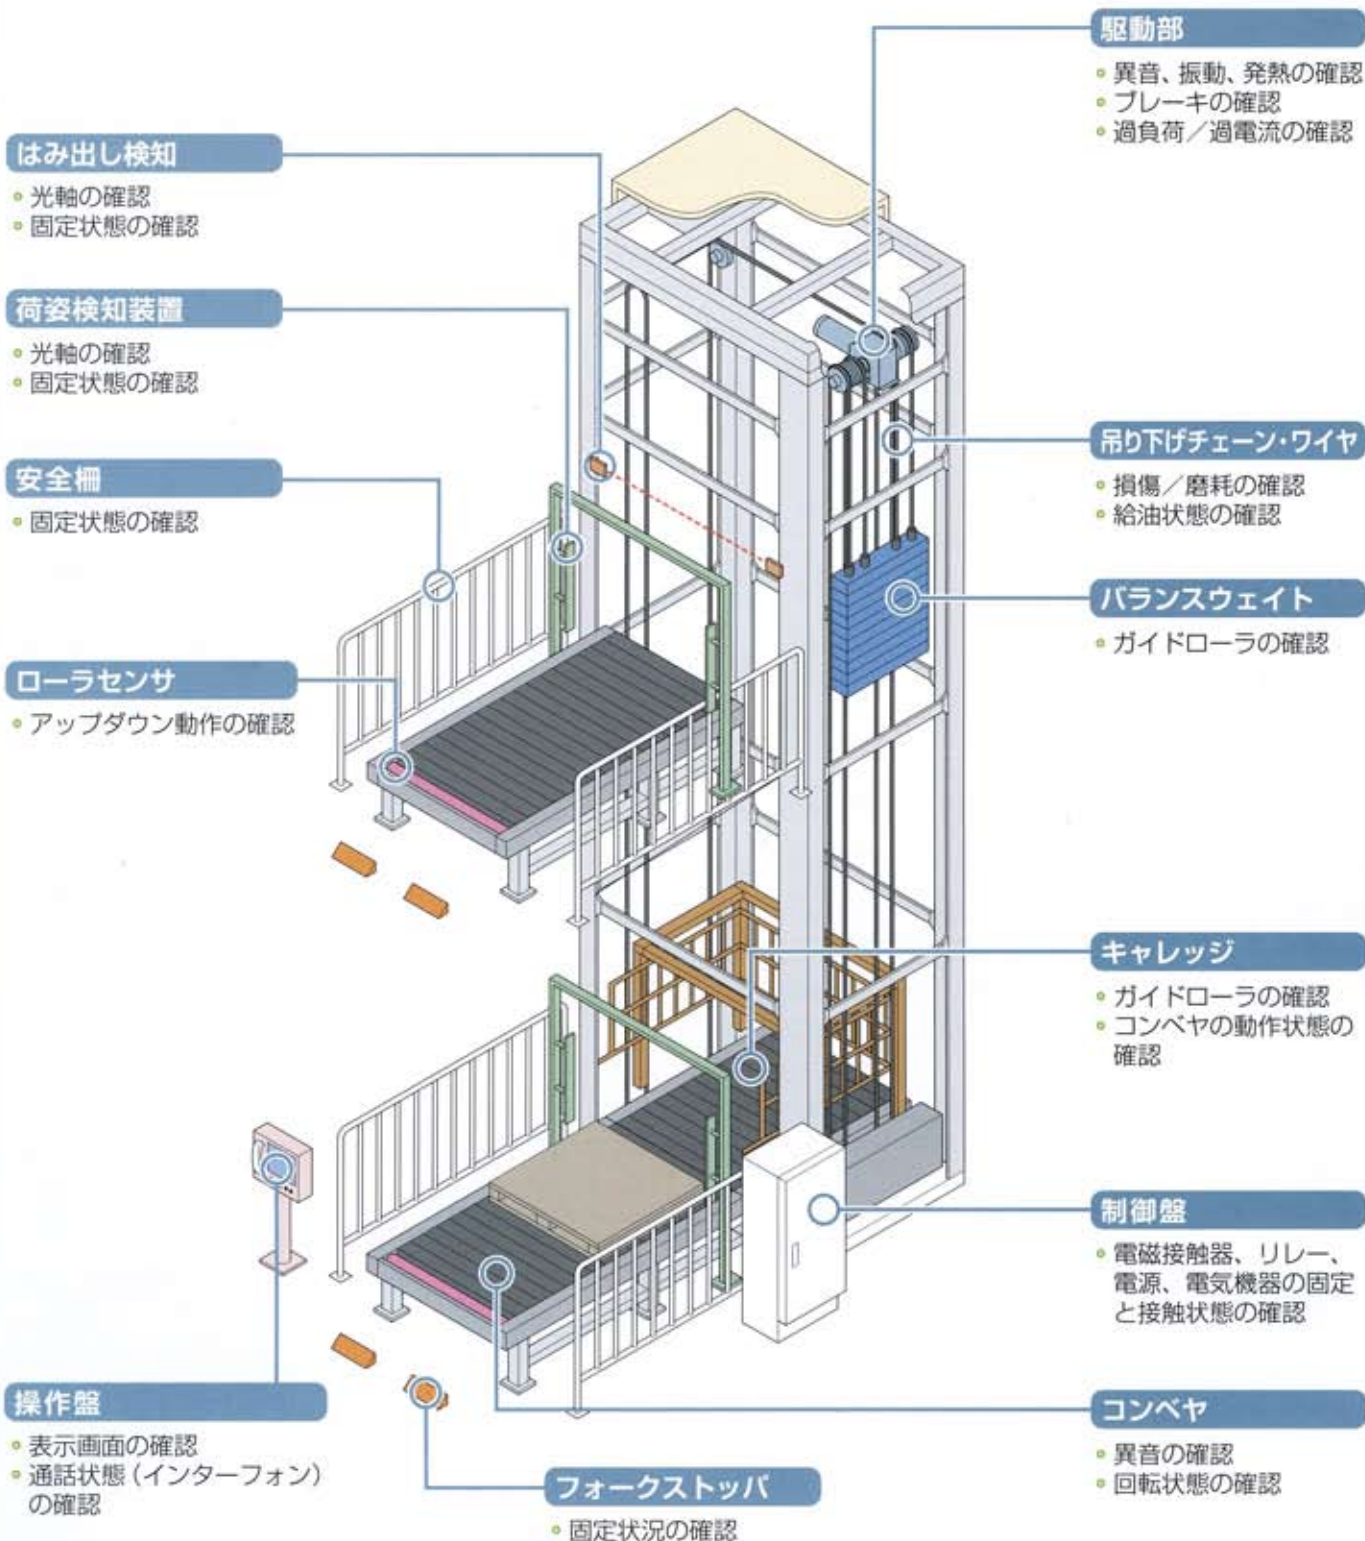 駆動部
• 異音、振動、発熱の確認
• ブレーキの確認
• 過負荷／過電流の確認
はみ出し検知
• 光軸の確認
• 固定状態の確認
荷姿検知装置
• 光軸の確認
• 固定状態の確認
安全柵
• 固定状態の確認
ローラセンサ
• アップダウン動作の確認
吊り下げチェーン・ワイヤ
• 損傷／磨耗の確認
• 給油状態の確認
バランスウェイト
• ガイドローラの確認
キャレッジ
• ガイドローラの確認
• コンベヤの動作状態の
確認
制御盤
• 電磁接触器、リレー、
電源、電気機器の固定
と接触状態の確認
操作盤
• 表示画面の確認
• 通話状態（インターフォン）
の確認
フォークストッパ
• 固定状況の確認
コンベヤ
• 異音の確認
• 回転状態の確認